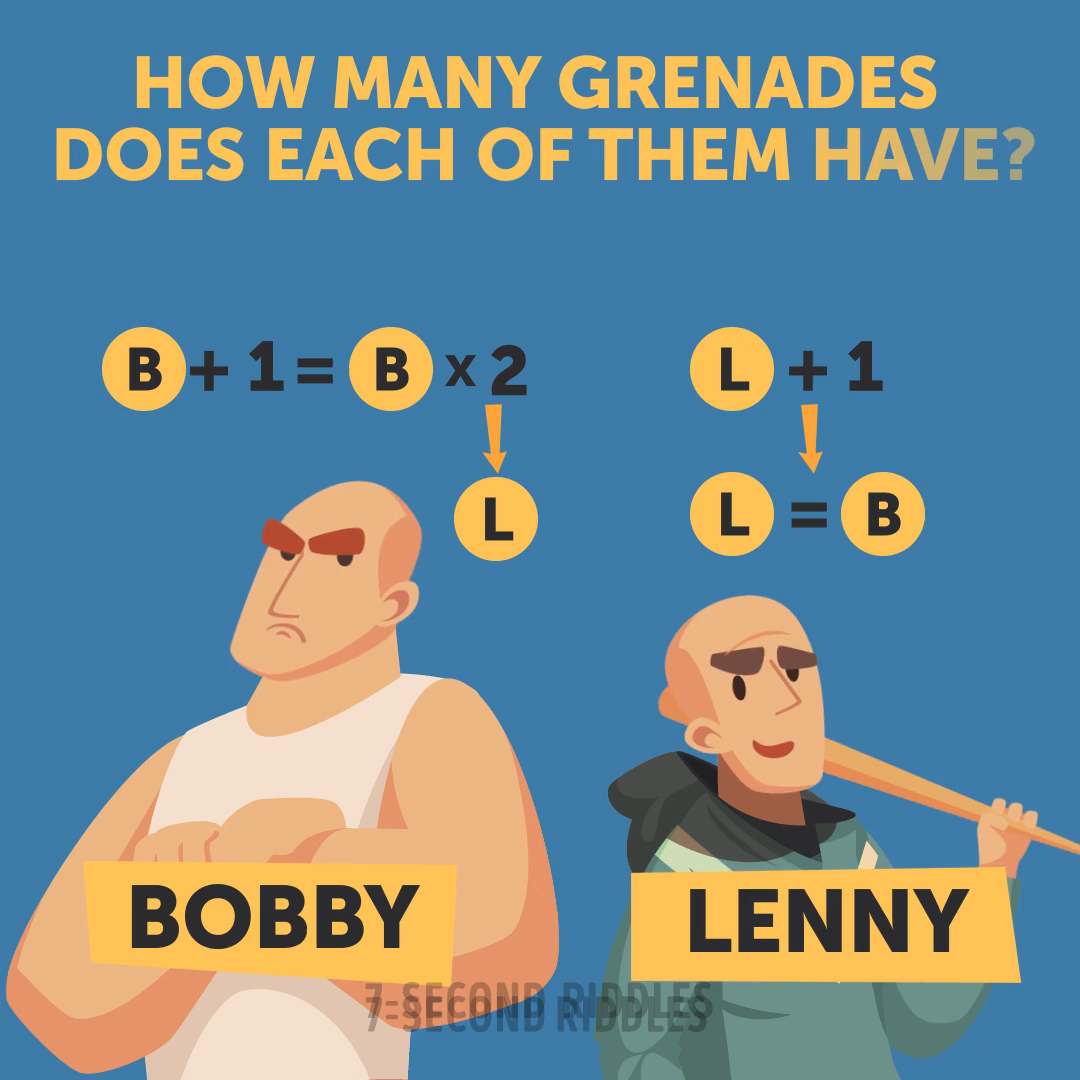 HOW MANY GRENADES
DOES EACH OF THEM HAVE?
B + 1 = B x 2
L + 1
L
L = B
BOBBY
LENNY
7-SECOND RIDDLES